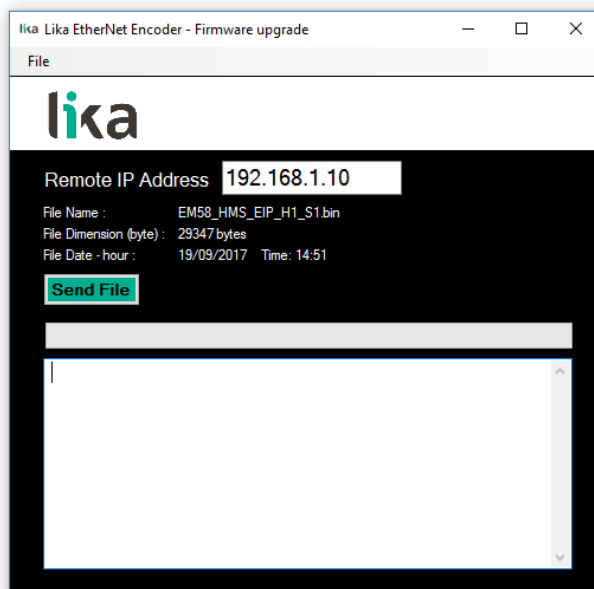 lika Lika EtherNet Encoder - Firmware upgrade
File
lika
Remote IP Address 192.168.1.10
File Name : EM58_HMS_EIP_H1_S1.bin
File Dimension (byte) : 29347 bytes
File Date - hour : 19/09/2017 Time: 14:51
Send File